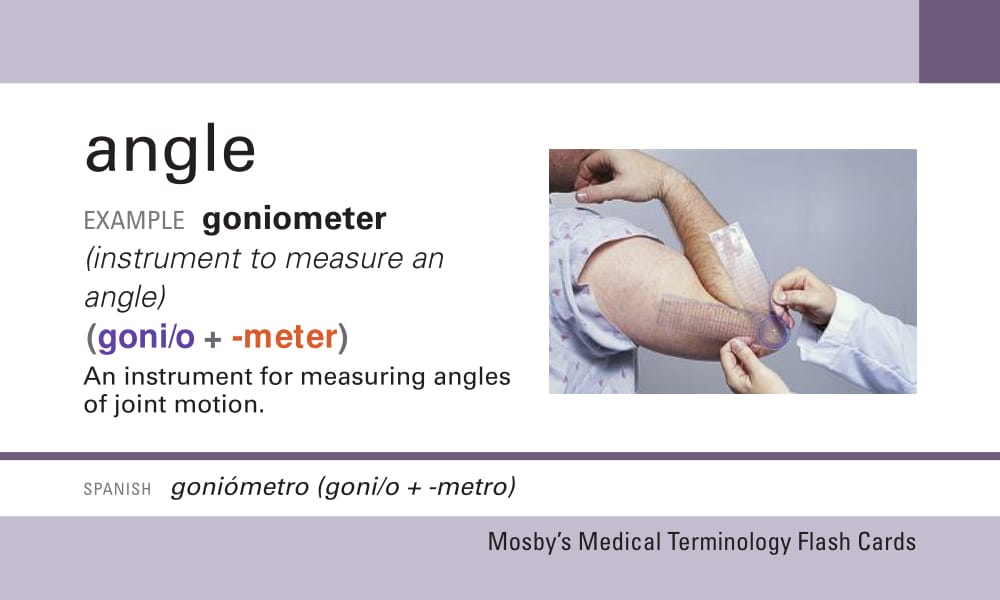 angle
EXAMPLE goniometer
(instrument to measure an
angle)
(goni/o + -meter)
An instrument for measuring angles
of joint motion.
SPANISH goniómetro (goni/o + -metro)
Mosby's Medical Terminology Flash Cards